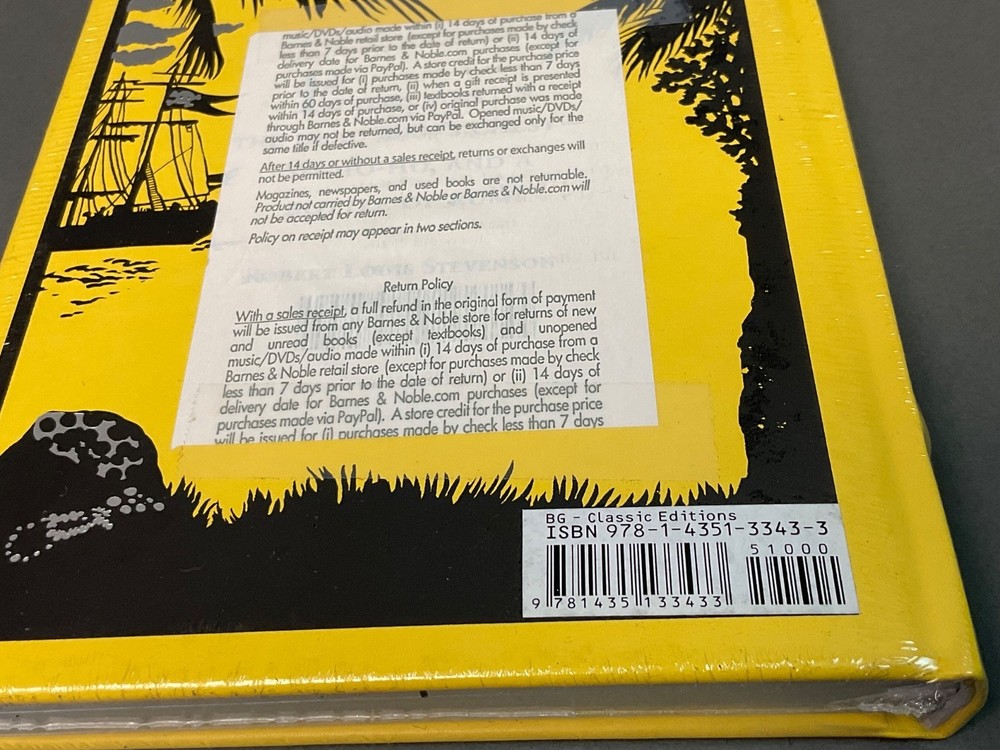 music/DVDs/audio made within (i) 14 days of purchase from a
Barnes & Noble retail store (except for purchases made by check
less than 7 days prior to the date of return) or (ii) 14 days of
delivery date for Barnes & Noble.com purchases (except for
purchases made via PayPal). A store credit for the purchase price
will be issued for (i) purchases made by check less than 7 days
prior to the date of return, (ii) when a gift receipt is presented
within 60 days of purchase, (iii) textbooks returned with a receipt
within 14 days of purchase, or (iv) original purchase was made
through Barnes & Noble.com via PayPal. Opened music/DVDs/
audio may not be returned, but can be exchanged only for the
same title if defective.
After 14 days or without a sales receipt, returns or exchanges will
not be permitted.
Magazines, newspapers, and used books are not returnable.
Product not carried by Barnes & Noble or Barnes & Noble.com will
not be accepted for return.
Policy on receipt may appear in two sections.
ROBERT LOUIS STEVENSON
Return Policy
With a sales receipt, a full refund in the original form of payment
will be issued from any Barnes & Noble store for returns of new
and unread books (except textbooks) and unopened
music/DVDs/audio made within (i) 14 days of purchase from a
Barnes & Noble retail store (except for purchases made by check
less than 7 days prior to the date of return) or (ii) 14 days of
delivery date for Barnes & Noble.com purchases (except for
purchases made via PayPal). A store credit for the purchase price
will be issued for (i) purchases made by check less than 7 days
BG - Classic Editions
ISBN 978-1-4351-3343-3
51000
9 781435 133433